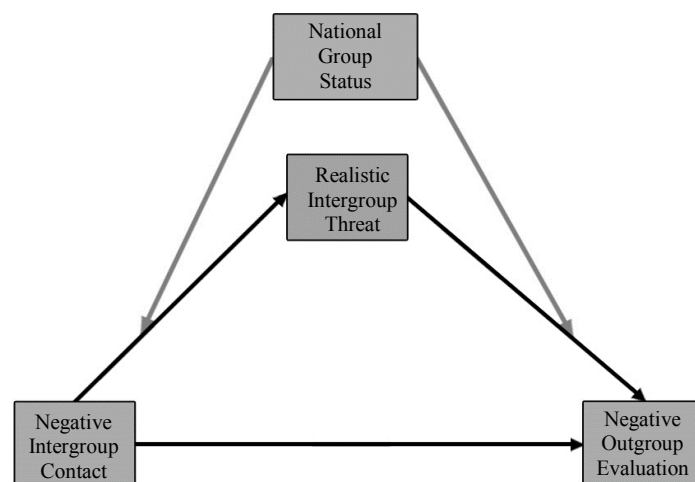 National
Group
Status
Realistic
Intergroup
Threat
Negative
Intergroup
Contact
Negative
Outgroup
Evaluation